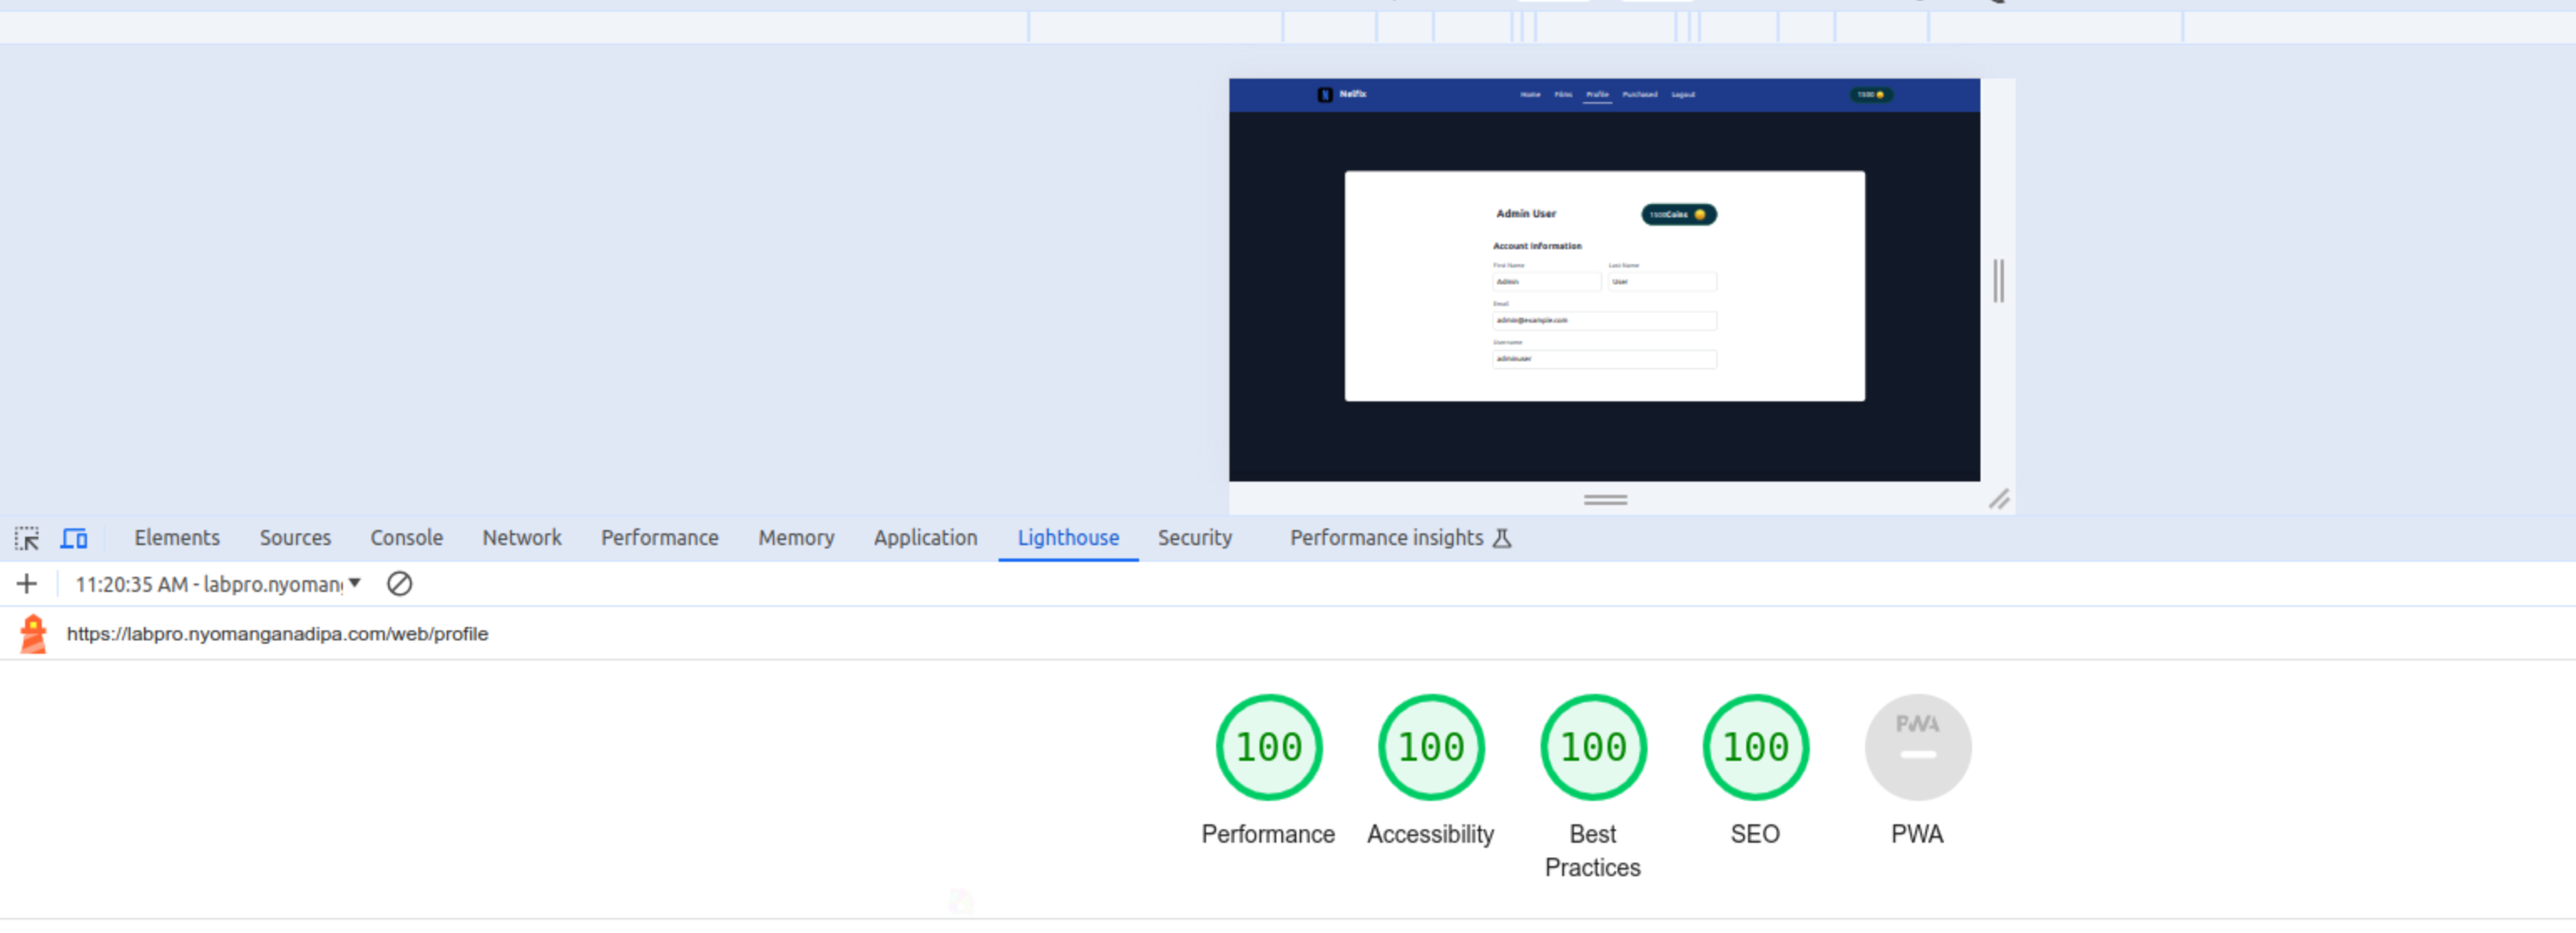 Nelfix
Home Films Profile Purchased Logout
1500
Admin User
1500Coins
Account Information
First Name Last Name
Admin User
Email
admin@example.com
Username
adminuser
Elements Sources Console Network Performance Memory Application Lighthouse Security Performance insights
11:20:35 AM - labpro.nyoman
https://labpro.nyomanganadipa.com/web/profile
100 100 100 100 PWA
Performance Accessibility Best Practices SEO PWA